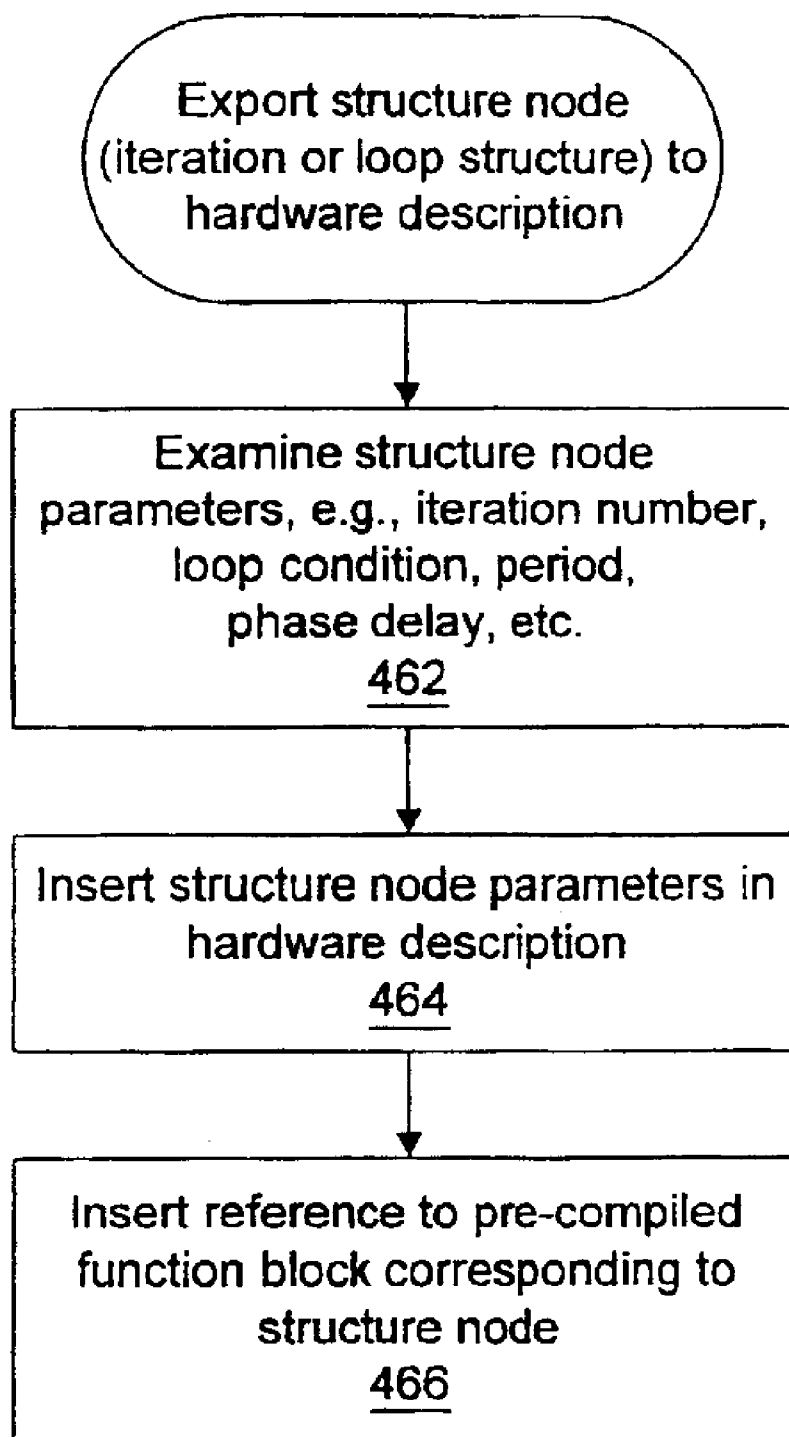 Export structure node
(iteration or loop structure) to
hardware description
Examine structure node
parameters, e.g., iteration number,
loop condition, period,
phase delay, etc.
462
Insert structure node parameters in
hardware description
464
Insert reference to pre-compiled
function block corresponding to
structure node
466